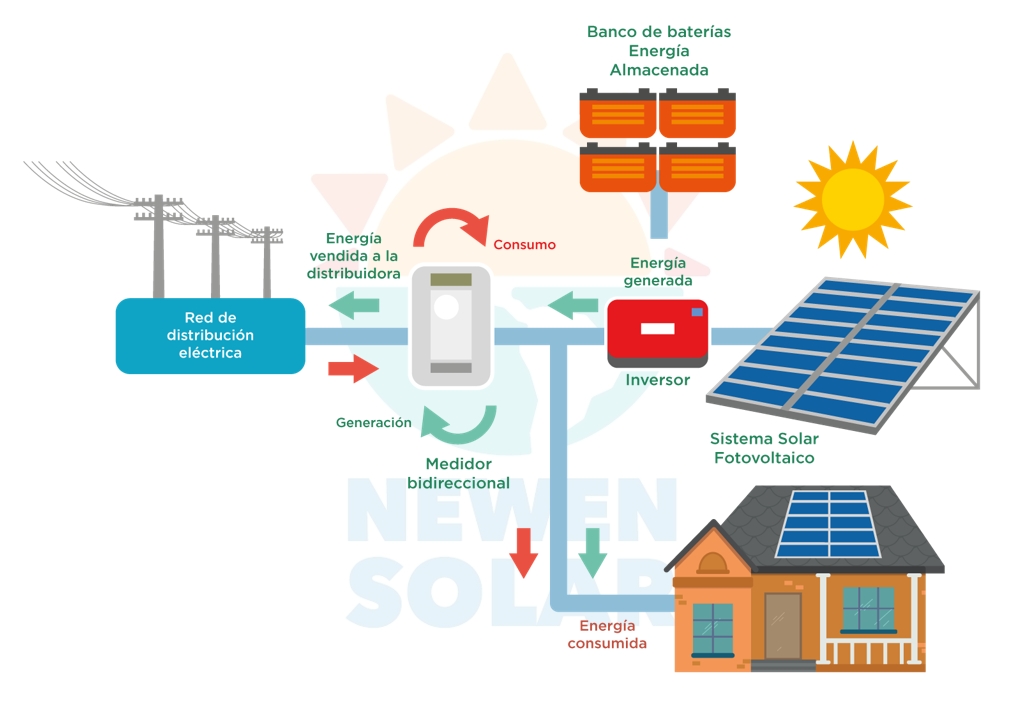 Banco de baterías
Energía
Almacenada
Energía
vendida a la
distribuidora
Consumo
Energía
generada
Red de
distribución
eléctrica
Inversor
Generación
Medidor
bidireccional
Sistema Solar
Fotovoltaico
NEWEN
SOLAR
Energía
consumida